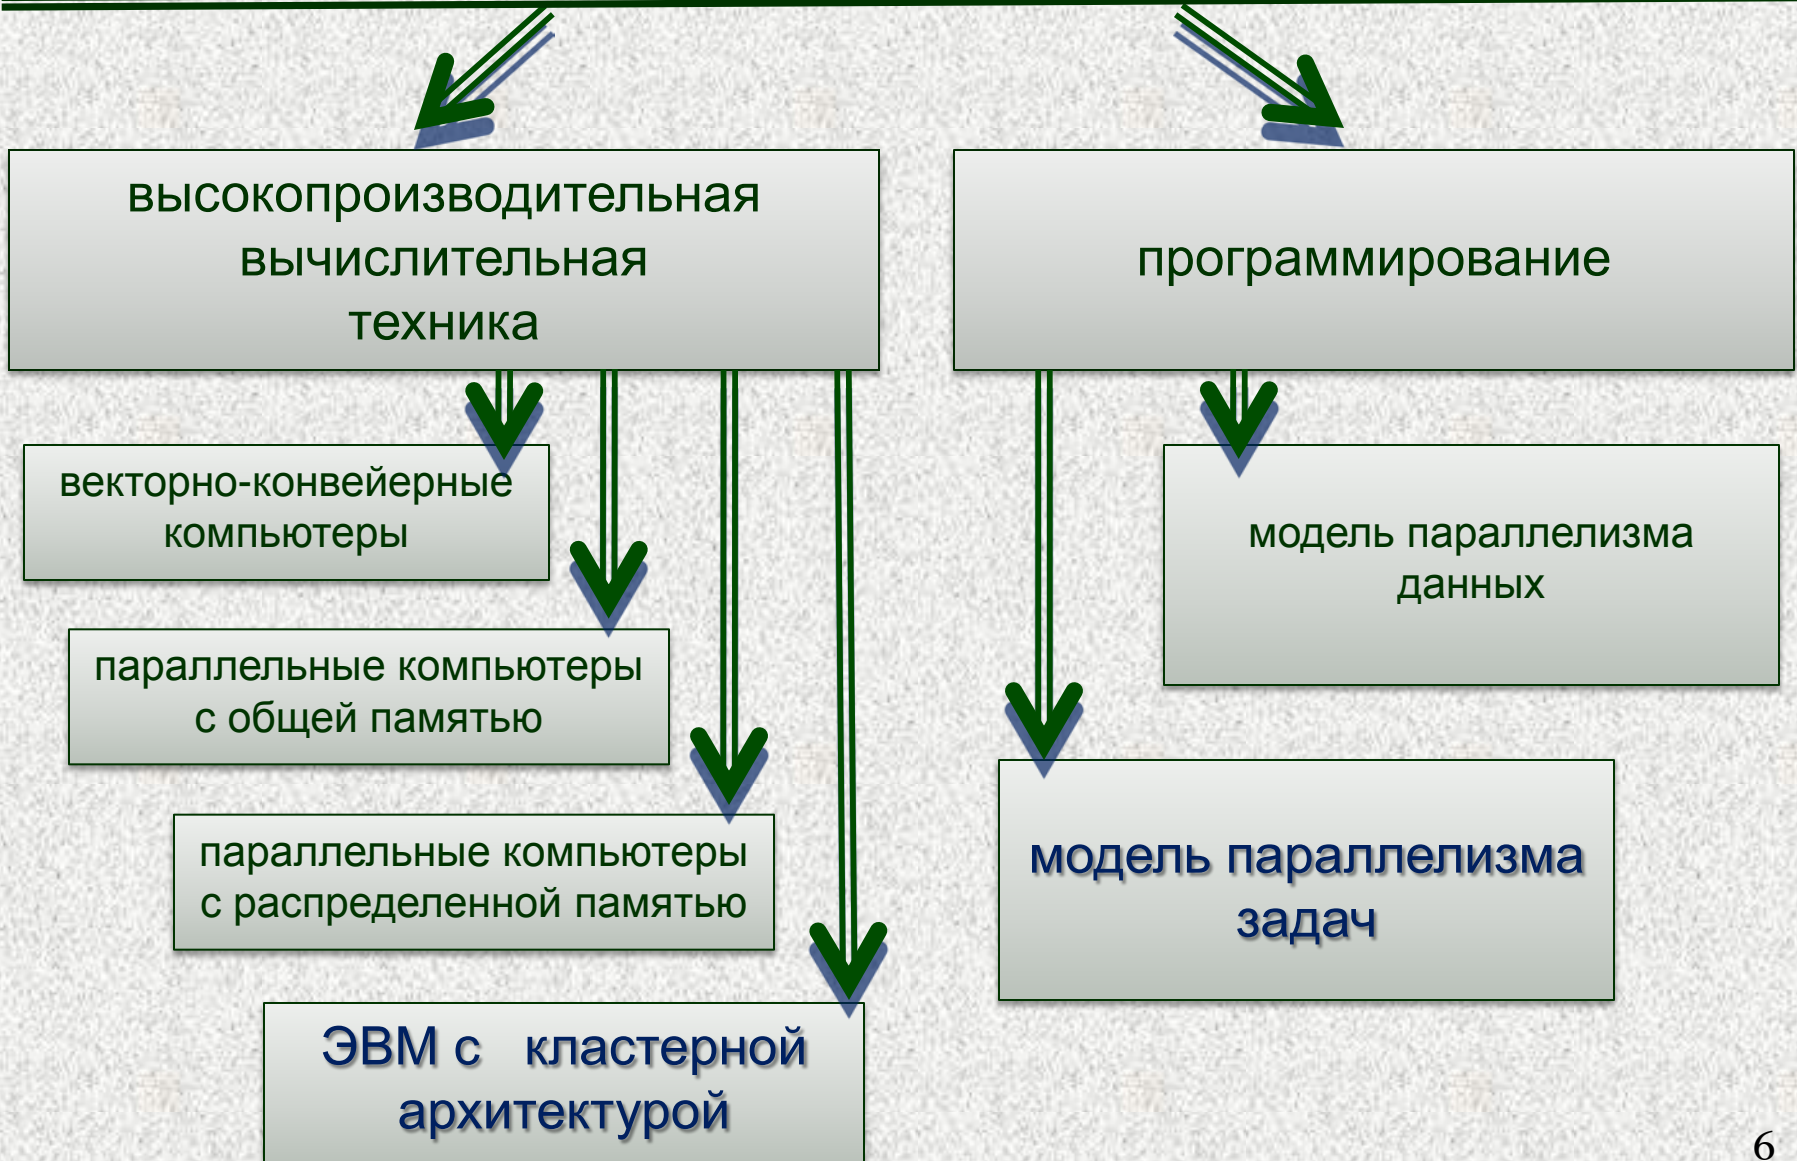 высокопроизводительная
вычислительная
техника
программирование
векторно-конвейерные
компьютеры
модель параллелизма
данных
параллельные компьютеры
с общей памятью
параллельные компьютеры
с распределенной памятью
модель параллелизма
задач
ЭВМ с   кластерной
архитектурой
6